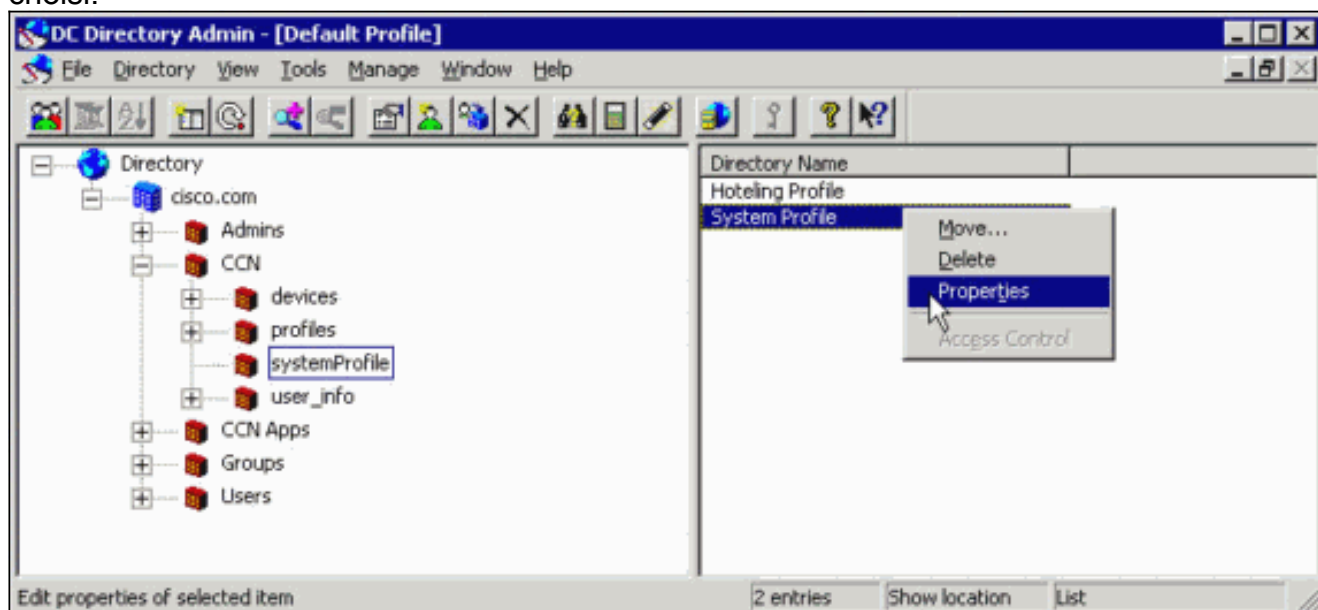 choisi.
DC Directory Admin - [Default Profile]
File Directory View Tools Manage Window Help
Directory
cisco.com
Admins
CCN
devices
profiles
systemProfile
user_info
CCN Apps
Groups
Users
Directory Name
Hoteling Profile
System Profile
Move...
Delete
Properties
Access Control
Edit properties of selected item
2 entries
Show location
List